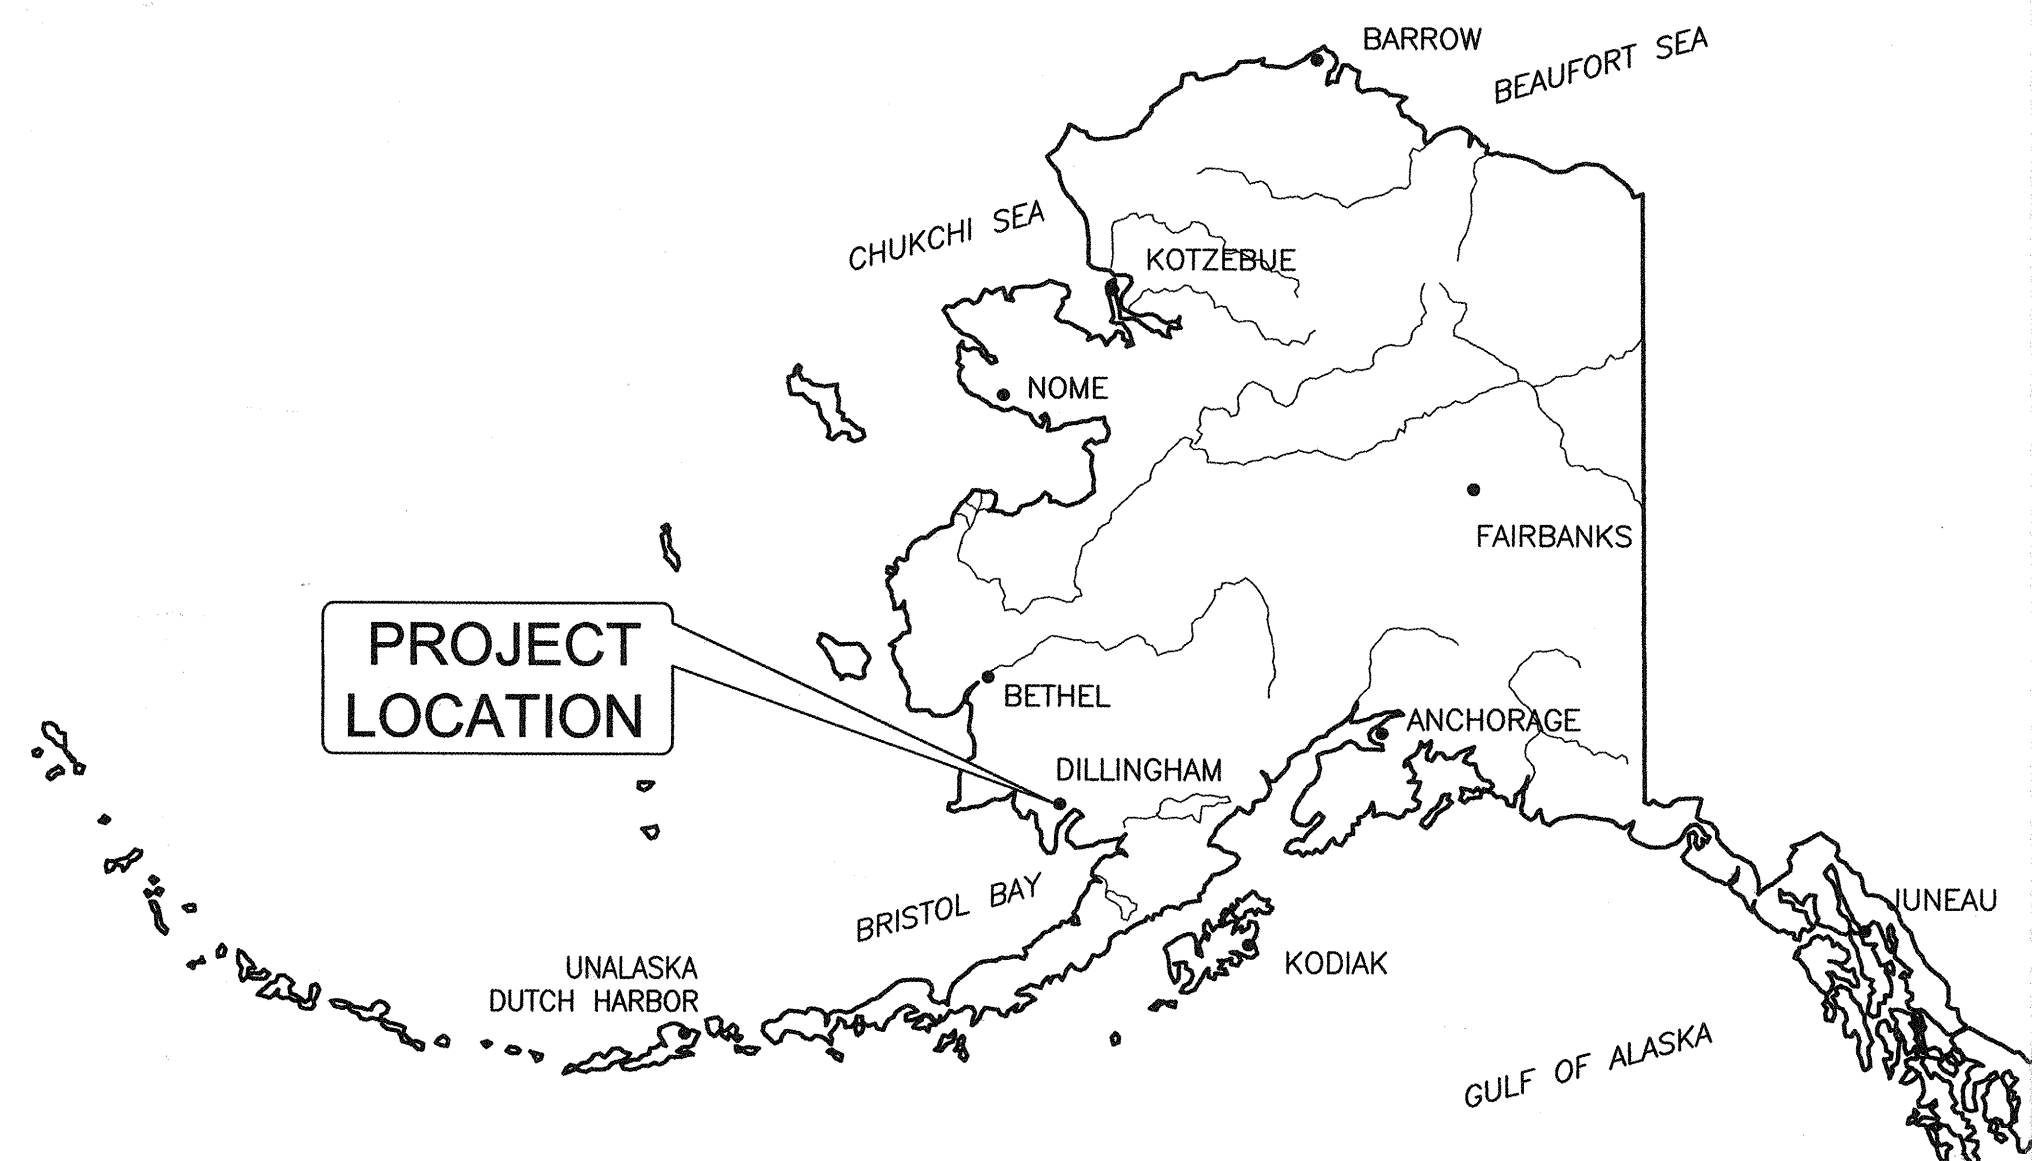 BARROW
BEAUFORT SEA
CHUKCHI SEA
KOTZEBUE
NOME
FAIRBANKS
PROJECT
LOCATION
BETHEL
ANCHORAGE
DILLINGHAM
JUNEAU
BRISTOL BAY
KODIAK
UNALASKA
DUTCH HARBOR
GULF OF ALASKA